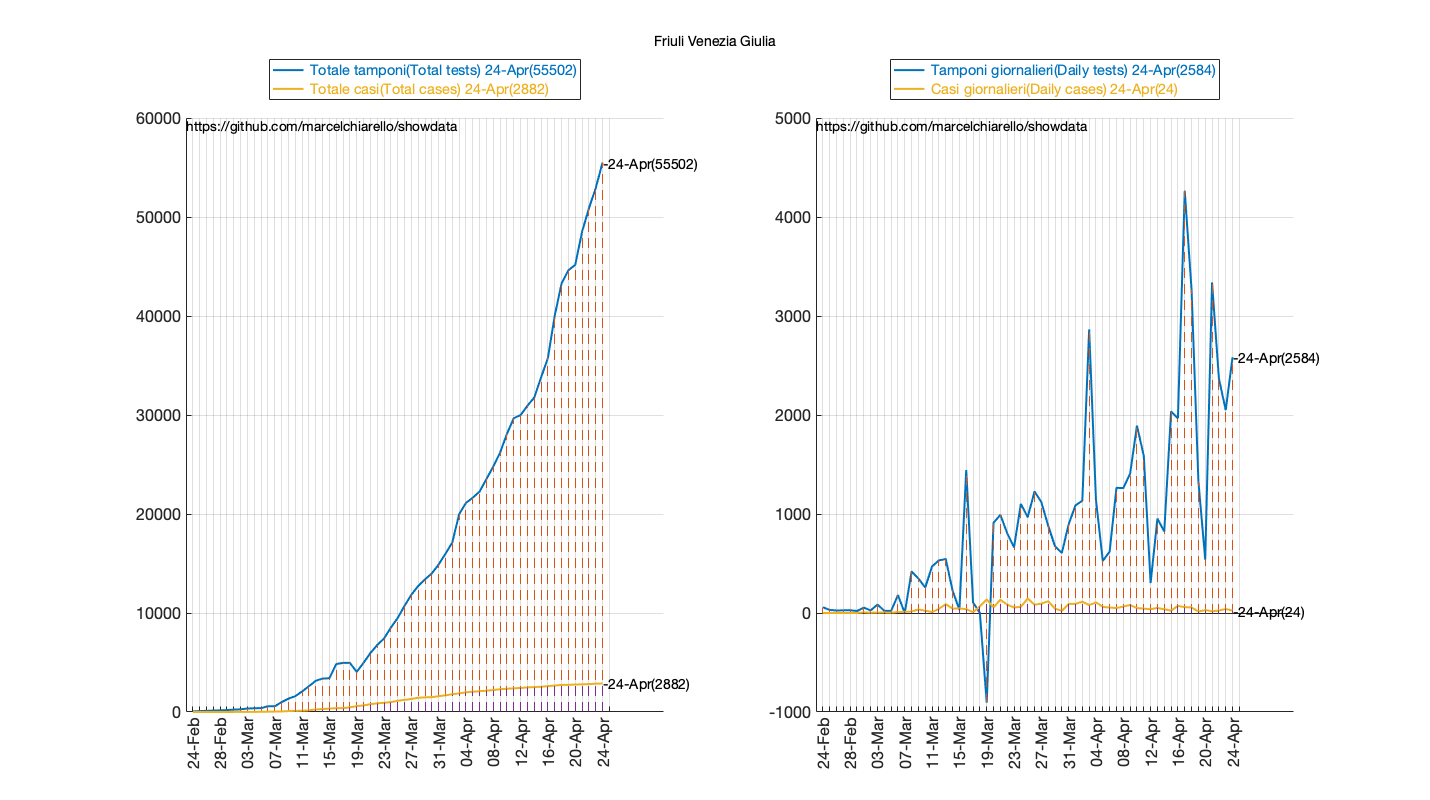 Friuli Venezia Giulia
Totale tamponi(Total tests) 24-Apr(55502)
Totale casi(Total cases) 24-Apr(2882)
60000
https://github.com/marcelchiarello/showdata
-24-Apr(55502)
50000
40000
30000
20000
10000
-24-Apr(2882)
0
24-Feb
28-Feb
03-Mar
07-Mar
11-Mar
15-Mar
19-Mar
23-Mar
27-Mar
31-Mar
04-Apr
08-Apr
12-Apr
16-Apr
20-Apr
24-Apr
Tamponi giornalieri(Daily tests) 24-Apr(2584)
Casi giornalieri(Daily cases) 24-Apr(24)
5000
https://github.com/marcelchiarello/showdata
4000
3000
-24-Apr(2584)
2000
1000
0
-24-Apr(24)
-1000
24-Feb
28-Feb
03-Mar
07-Mar
11-Mar
15-Mar
19-Mar
23-Mar
27-Mar
31-Mar
04-Apr
08-Apr
12-Apr
16-Apr
20-Apr
24-Apr